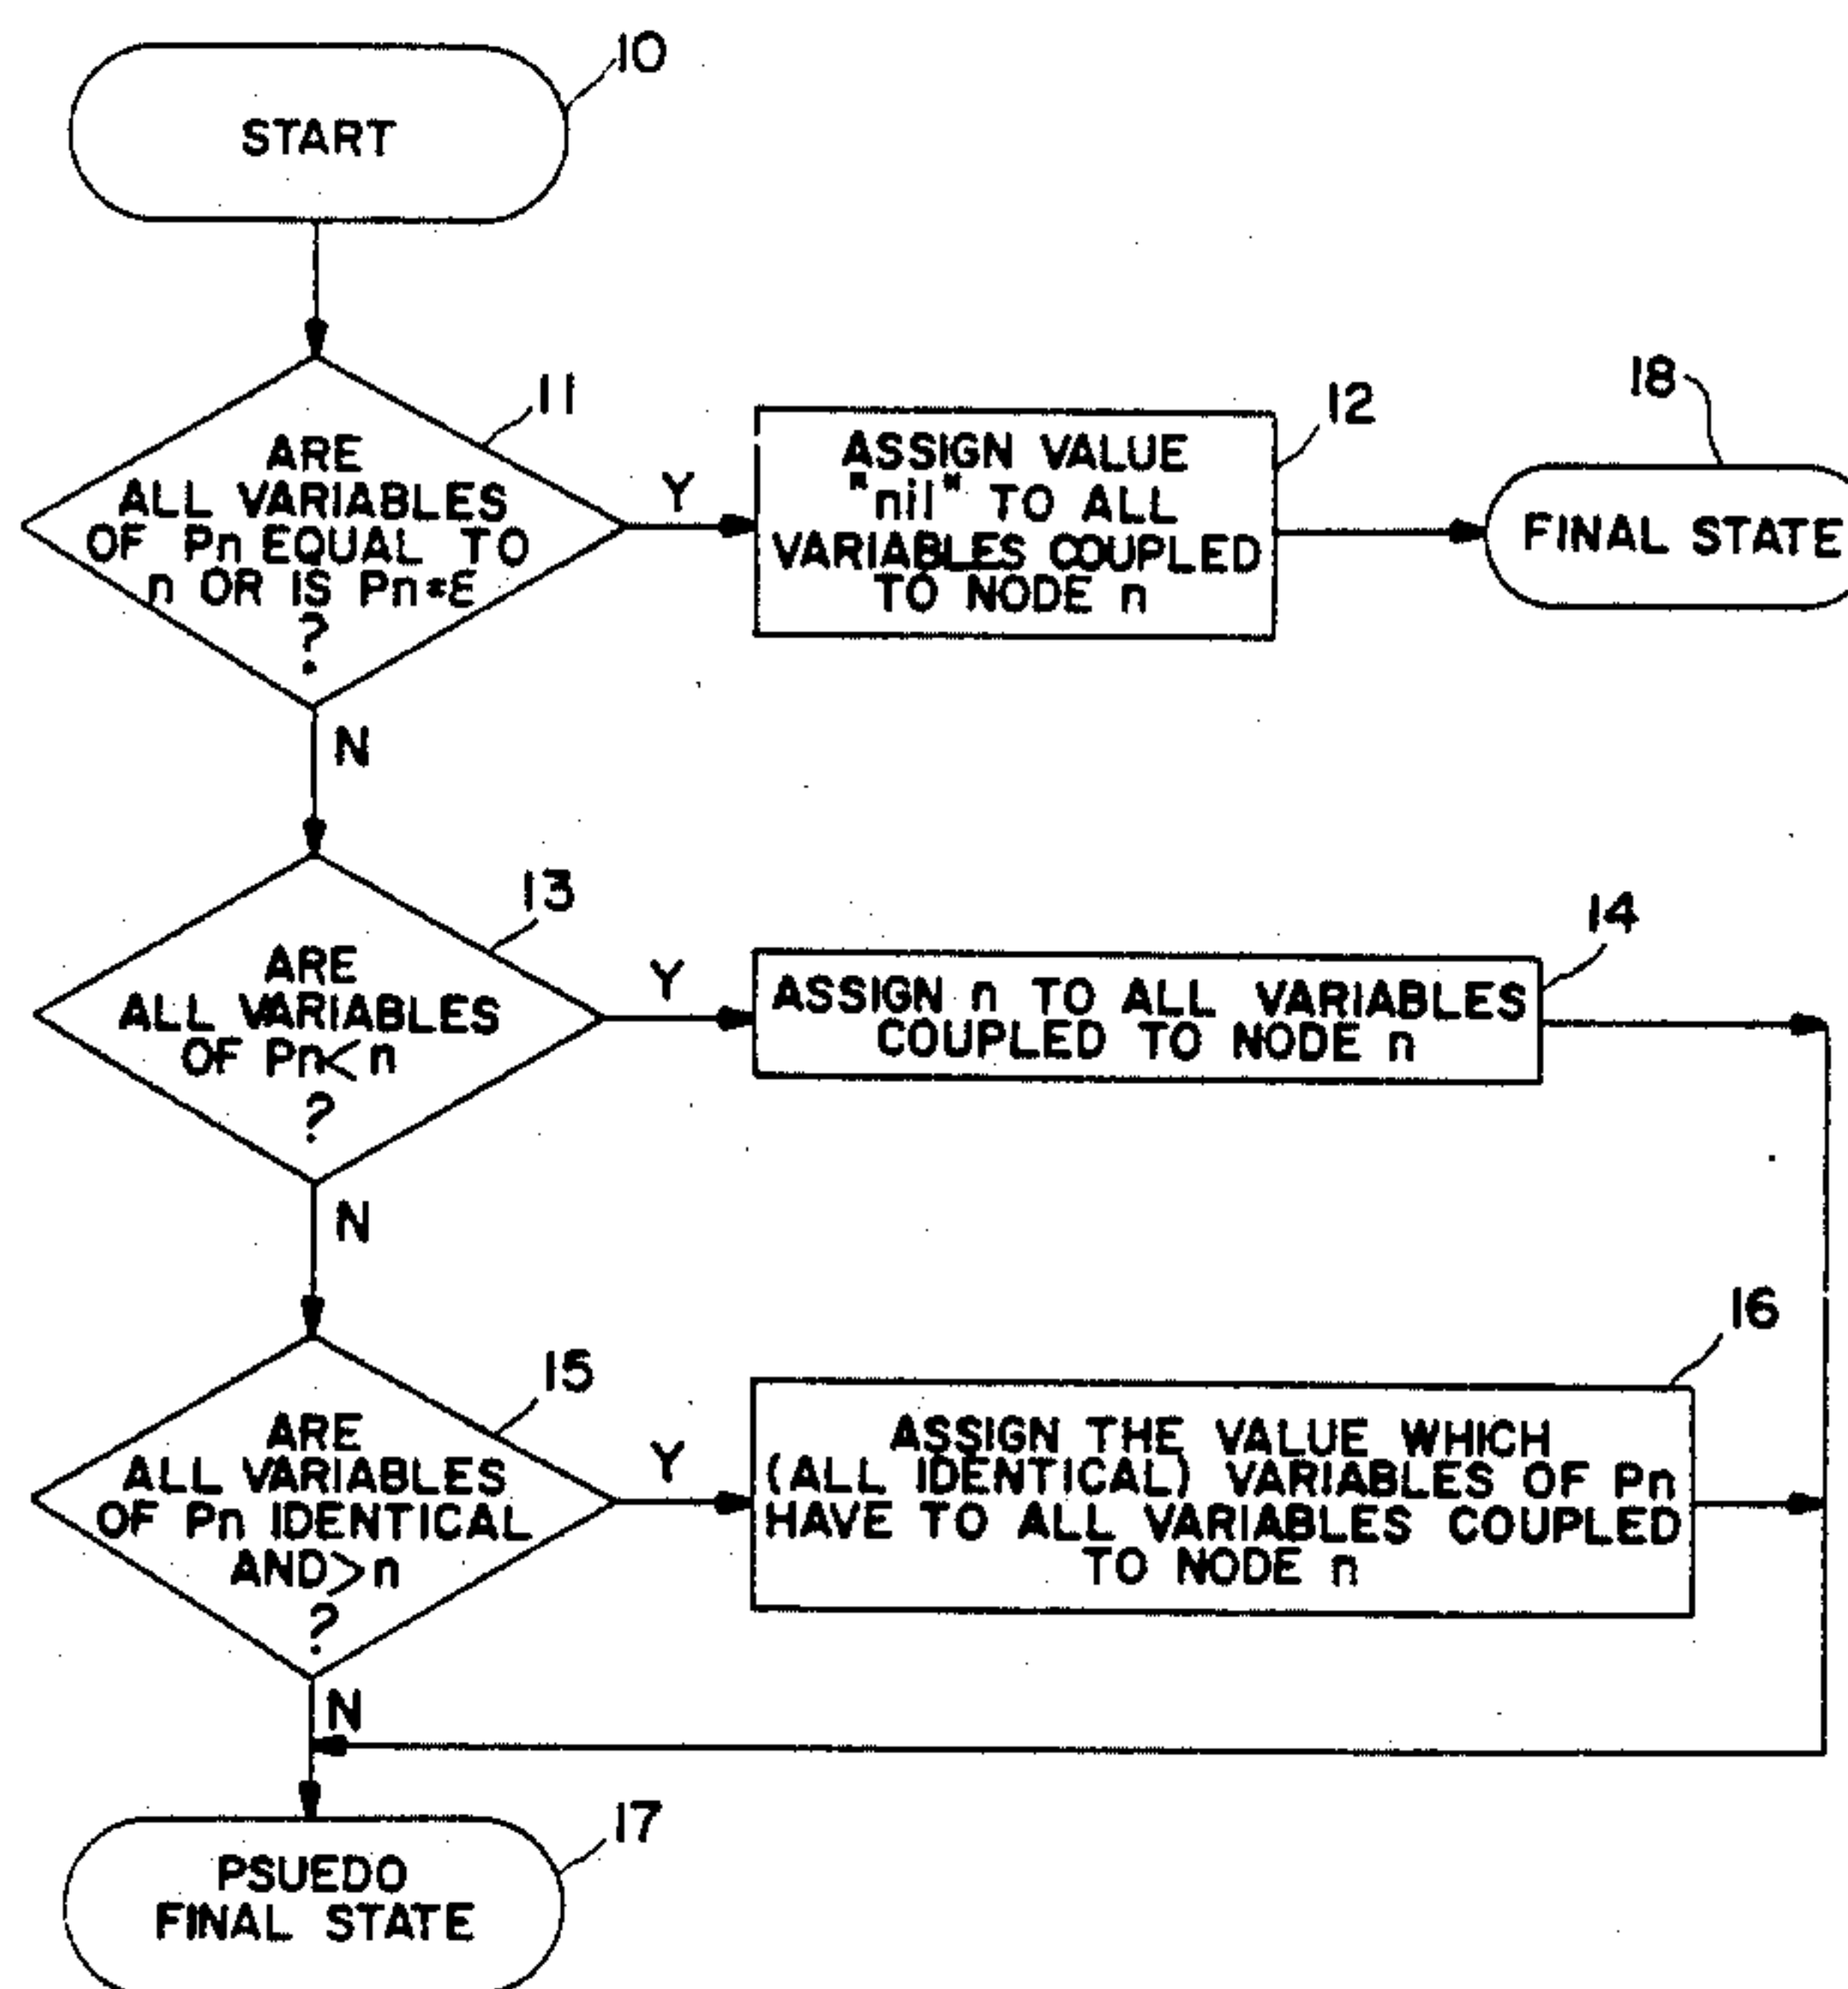 10
START
11
ARE
ALL VARIABLES
OF Pn EQUAL TO
n OR IS Pn=ε
?
Y
12
ASSIGN VALUE
"nil" TO ALL
VARIABLES COUPLED
TO NODE n
18
FINAL STATE
N
13
ARE
ALL VARIABLES
OF Pn<n
?
Y
14
ASSIGN n TO ALL VARIABLES
COUPLED TO NODE n
N
15
ARE
ALL VARIABLES
OF Pn IDENTICAL
AND>n
?
Y
16
ASSIGN THE VALUE WHICH
(ALL IDENTICAL) VARIABLES OF Pn
HAVE TO ALL VARIABLES COUPLED
TO NODE n
N
17
PSUEDO
FINAL STATE